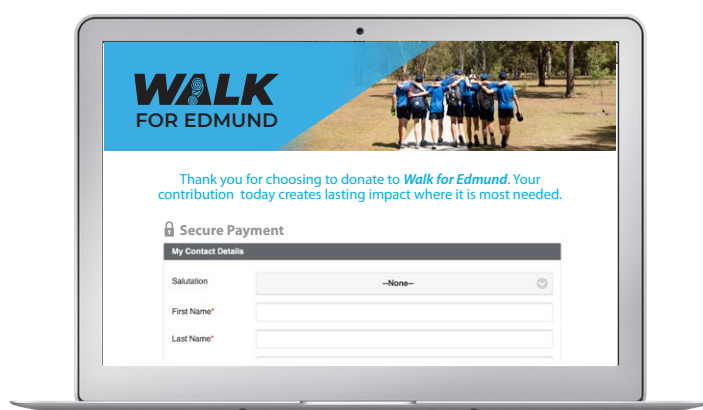 WALK
FOR EDMUND
Thank you for choosing to donate to Walk for Edmund. Your
contribution today creates lasting impact where it is most needed.
Secure Payment
My Contact Details
Salutation
--None--
First Name*
Last Name*